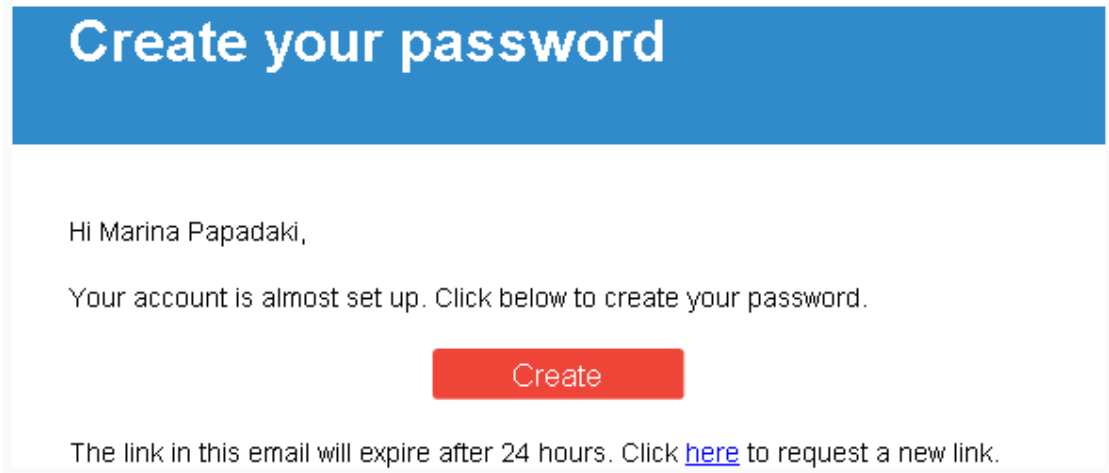 Create your password
Hi Marina Papadaki,
Your account is almost set up. Click below to create your password.
Create
The link in this email will expire after 24 hours. Click here to request a new link.